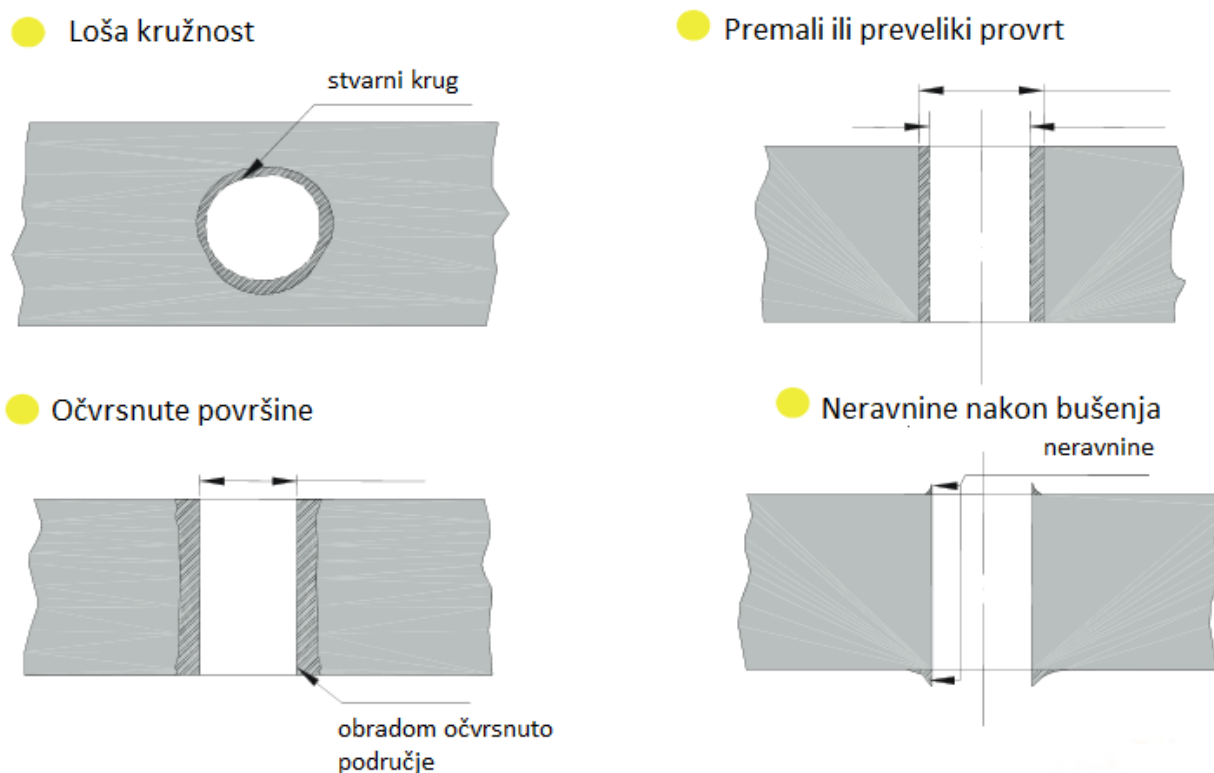 Loša kružnost
stvarni krug
Premali ili preveliki provrt
Očvrsnute površine
obradom očvrsnuto
područje
Neravnine nakon bušenja
neravnine